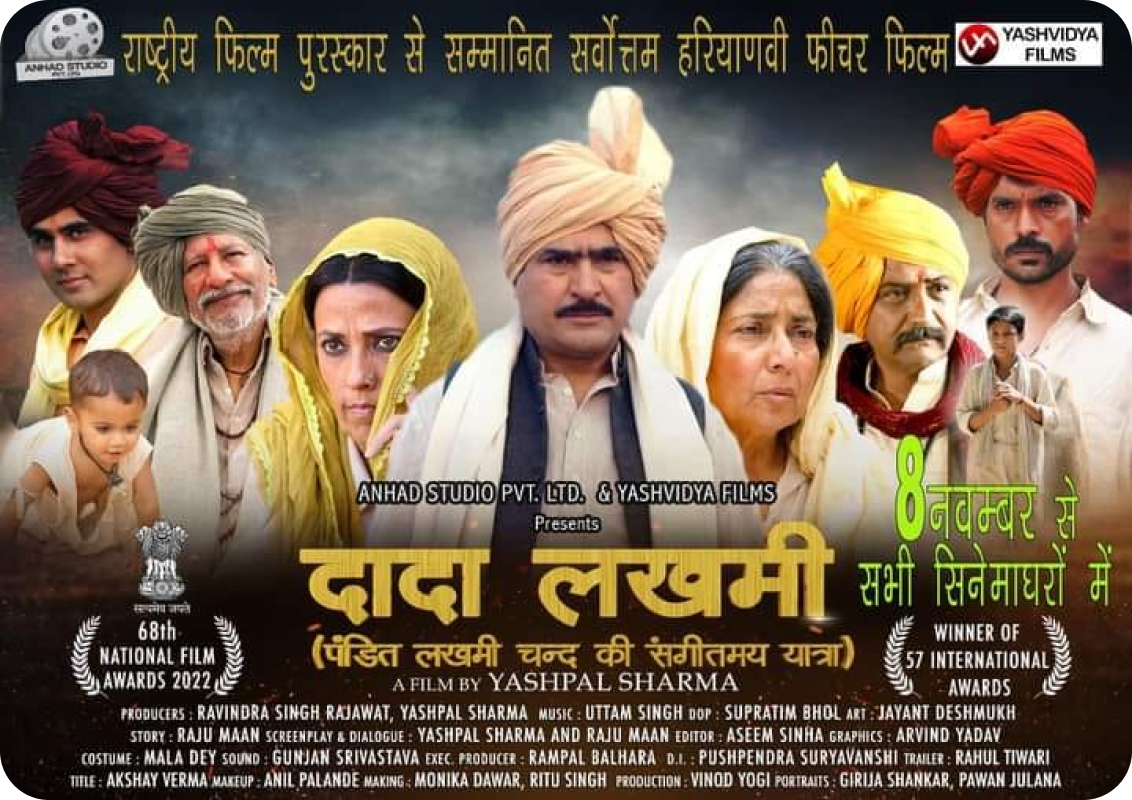 ANHAD STUDIO
PVT. LTD.
राष्ट्रीय फिल्म पुरस्कार से सम्मानित सर्वोत्तम हरियाणवी फीचर फिल्म
YASHVIDYA
FILMS
ANHAD STUDIO PVT. LTD. & YASHVIDYA FILMS
Presents
दादा लखमी
(पंडित लखमी चन्द की संगीतमय यात्रा)
A FILM BY YASHPAL SHARMA
8 नवम्बर से
सभी सिनेमाघरों में
सत्यमेव जयते
68th
NATIONAL FILM
AWARDS 2022
WINNER OF
57 INTERNATIONAL
AWARDS
PRODUCERS : RAVINDRA SINGH RAJAWAT, YASHPAL SHARMA MUSIC : UTTAM SINGH DOP : SUPRATIM BHOL ART : JAYANT DESHMUKH
STORY : RAJU MAAN SCREENPLAY & DIALOGUE : YASHPAL SHARMA AND RAJU MAAN EDITOR : ASEEM SINHA GRAPHICS : ARVIND YADAV
COSTUME : MALA DEY SOUND : GUNJAN SRIVASTAVA EXEC. PRODUCER : RAMPAL BALHARA D.I. : PUSHPENDRA SURYAVANSHI TRAILER : RAHUL TIWARI
TITLE : AKSHAY VERMA MAKEUP : ANIL PALANDE MAKING : MONIKA DAWAR, RITU SINGH PRODUCTION : VINOD YOGI PORTRAITS : GIRIJA SHANKAR, PAWAN JULANA